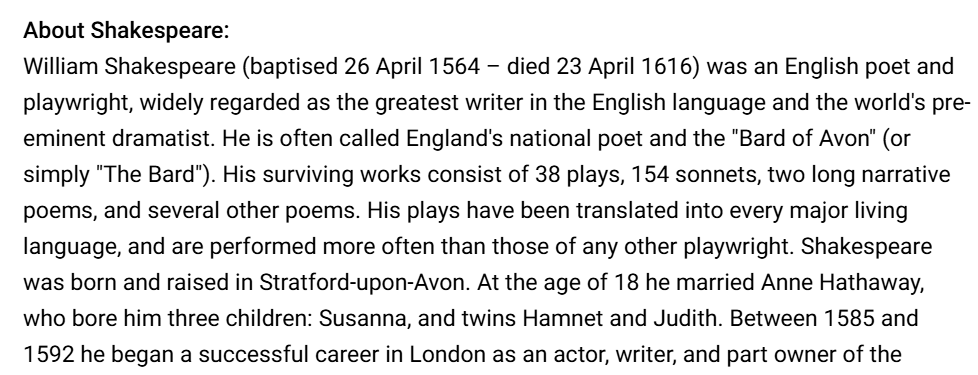 About Shakespeare:
William Shakespeare (baptised 26 April 1564 – died 23 April 1616) was an English poet and
playwright, widely regarded as the greatest writer in the English language and the world's pre-
eminent dramatist. He is often called England's national poet and the "Bard of Avon" (or
simply "The Bard"). His surviving works consist of 38 plays, 154 sonnets, two long narrative
poems, and several other poems. His plays have been translated into every major living
language, and are performed more often than those of any other playwright. Shakespeare
was born and raised in Stratford-upon-Avon. At the age of 18 he married Anne Hathaway,
who bore him three children: Susanna, and twins Hamnet and Judith. Between 1585 and
1592 he began a successful career in London as an actor, writer, and part owner of the